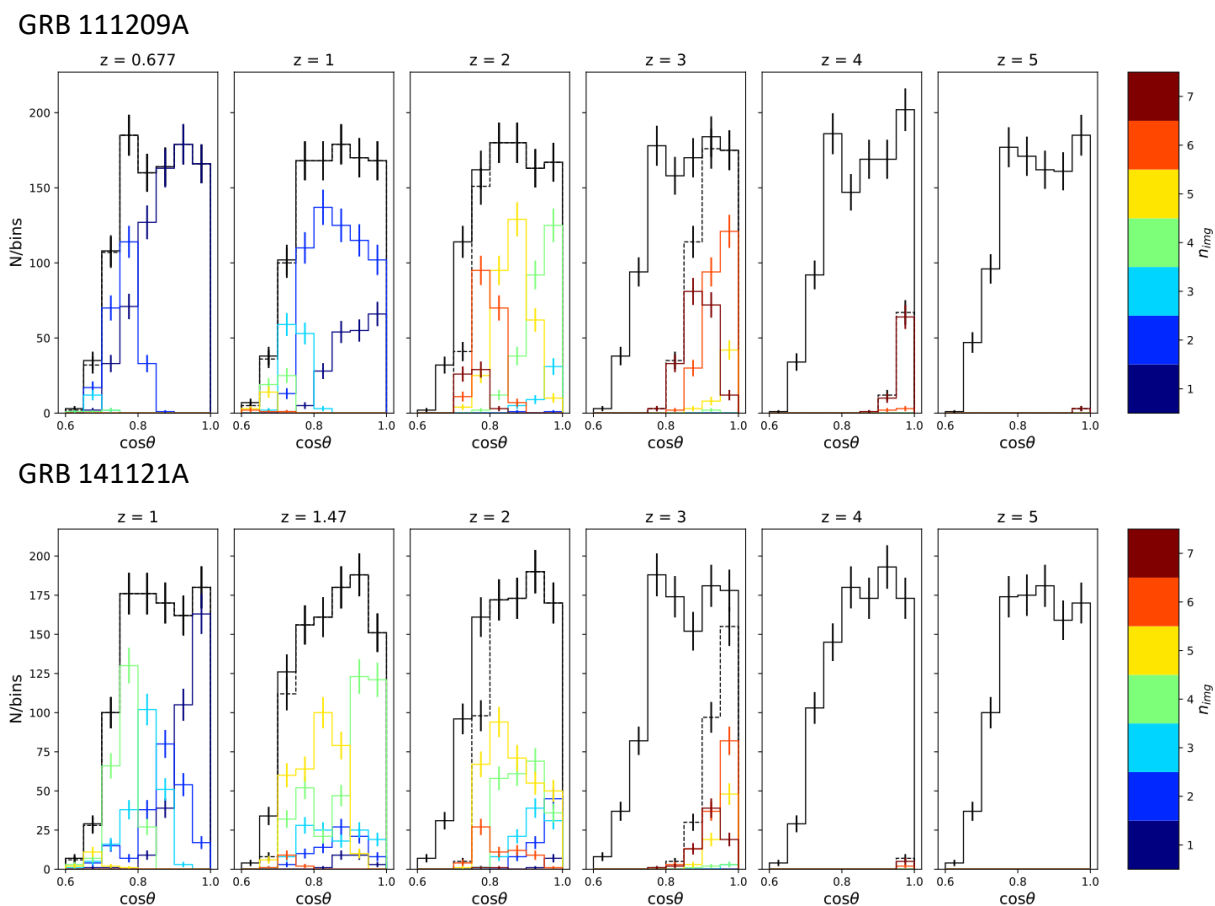 GRB 111209A
z = 0.677 z = 1 z = 2 z = 3 z = 4 z = 5
200
150
100
50
0
N/bins
0.6 0.8 1.0 0.6 0.8 1.0 0.6 0.8 1.0 0.6 0.8 1.0 0.6 0.8 1.0 0.6 0.8 1.0
cosθ cosθ cosθ cosθ cosθ cosθ
7
6
5
4
3
2
1
n_img
GRB 141121A
z = 1 z = 1.47 z = 2 z = 3 z = 4 z = 5
200
175
150
125
100
75
50
25
0
N/bins
0.6 0.8 1.0 0.6 0.8 1.0 0.6 0.8 1.0 0.6 0.8 1.0 0.6 0.8 1.0 0.6 0.8 1.0
cosθ cosθ cosθ cosθ cosθ cosθ
7
6
5
4
3
2
1
n_img